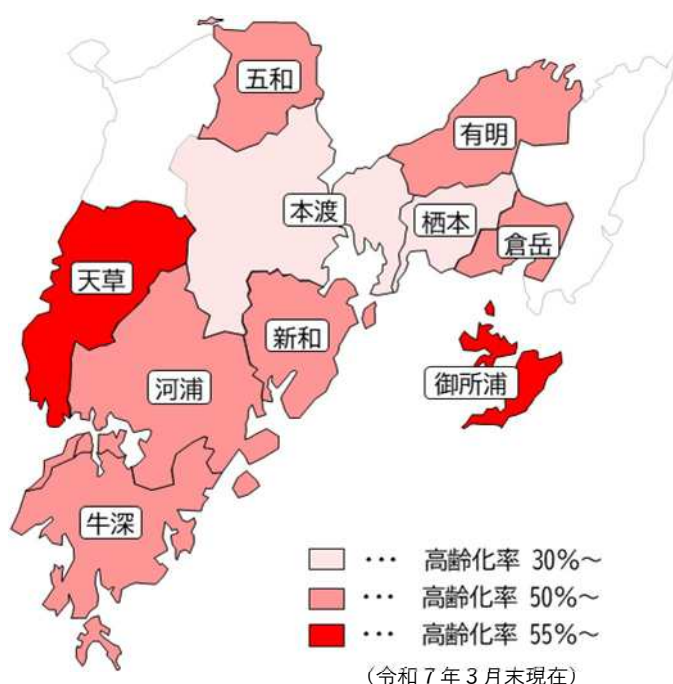 五和
有明
本渡
栖本
倉岳
天草
新和
御所浦
河浦
牛深
… 高齢化率 30%～
… 高齢化率 50%～
… 高齢化率 55%～
（令和７年３月末現在）